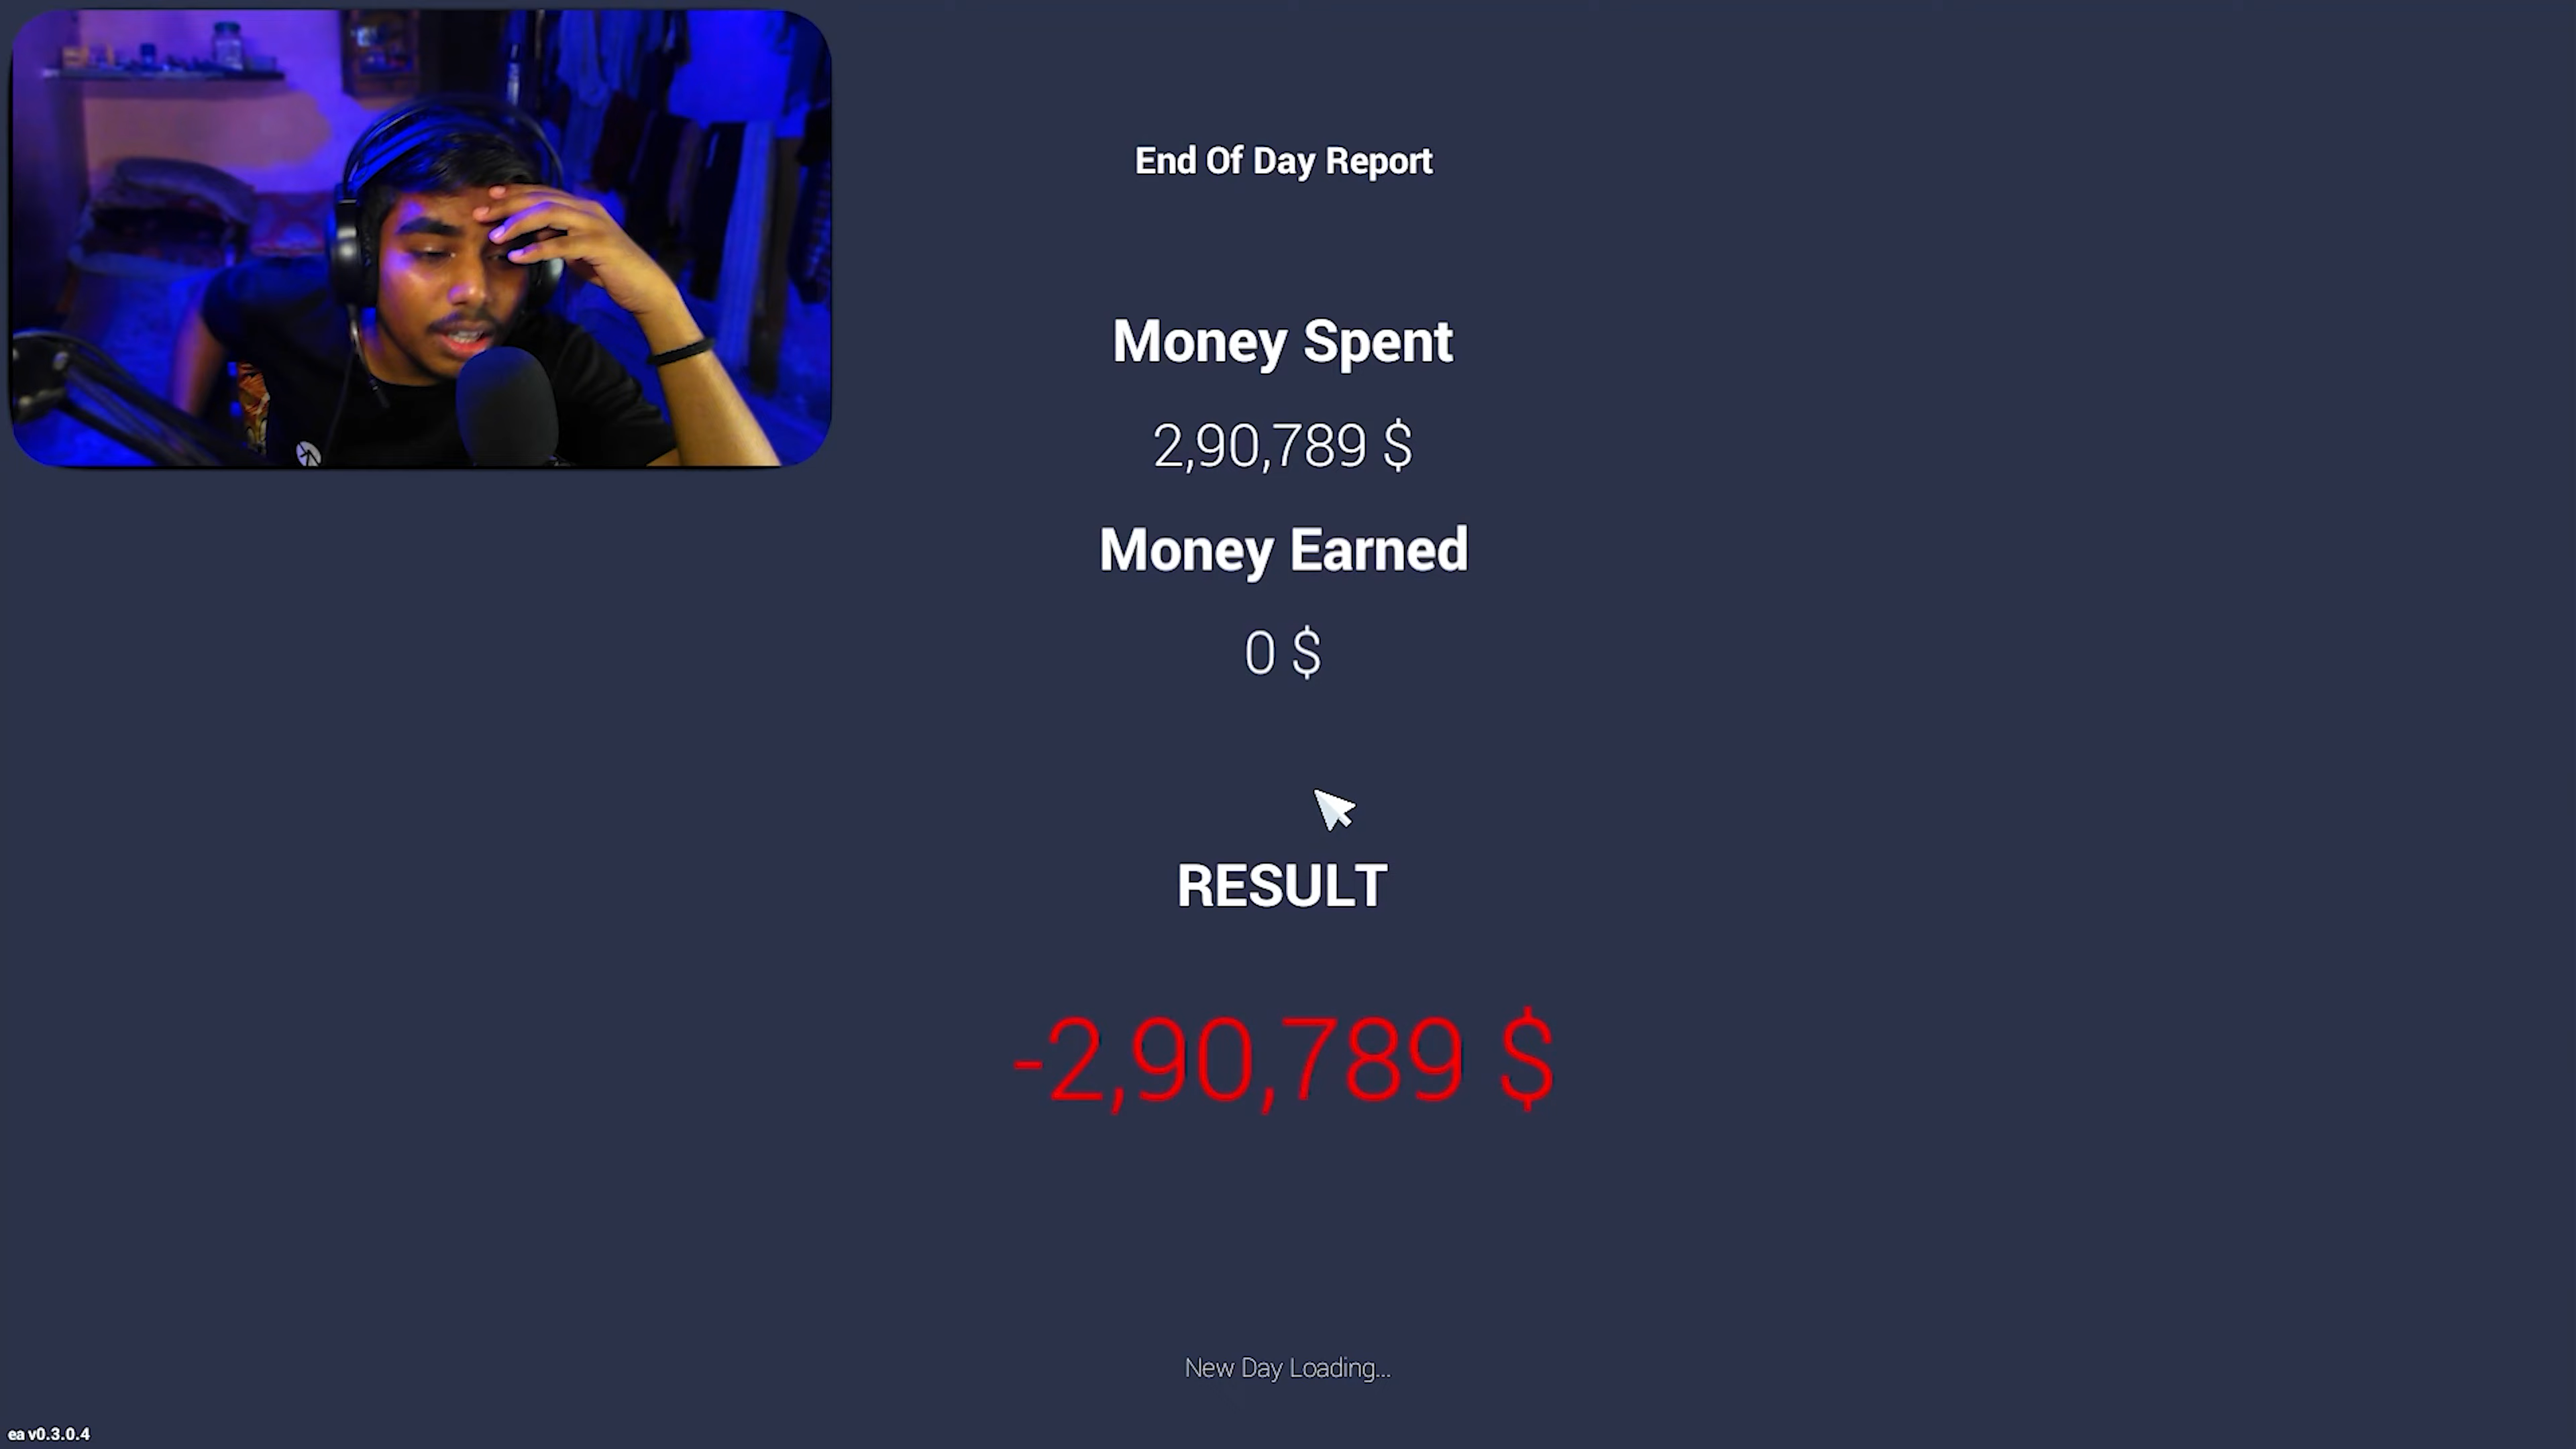 End Of Day Report
Money Spent
2,90,789 $
Money Earned
0 $
RESULT
-2,90,789 $
New Day Loading...
ea v0.3.0.4